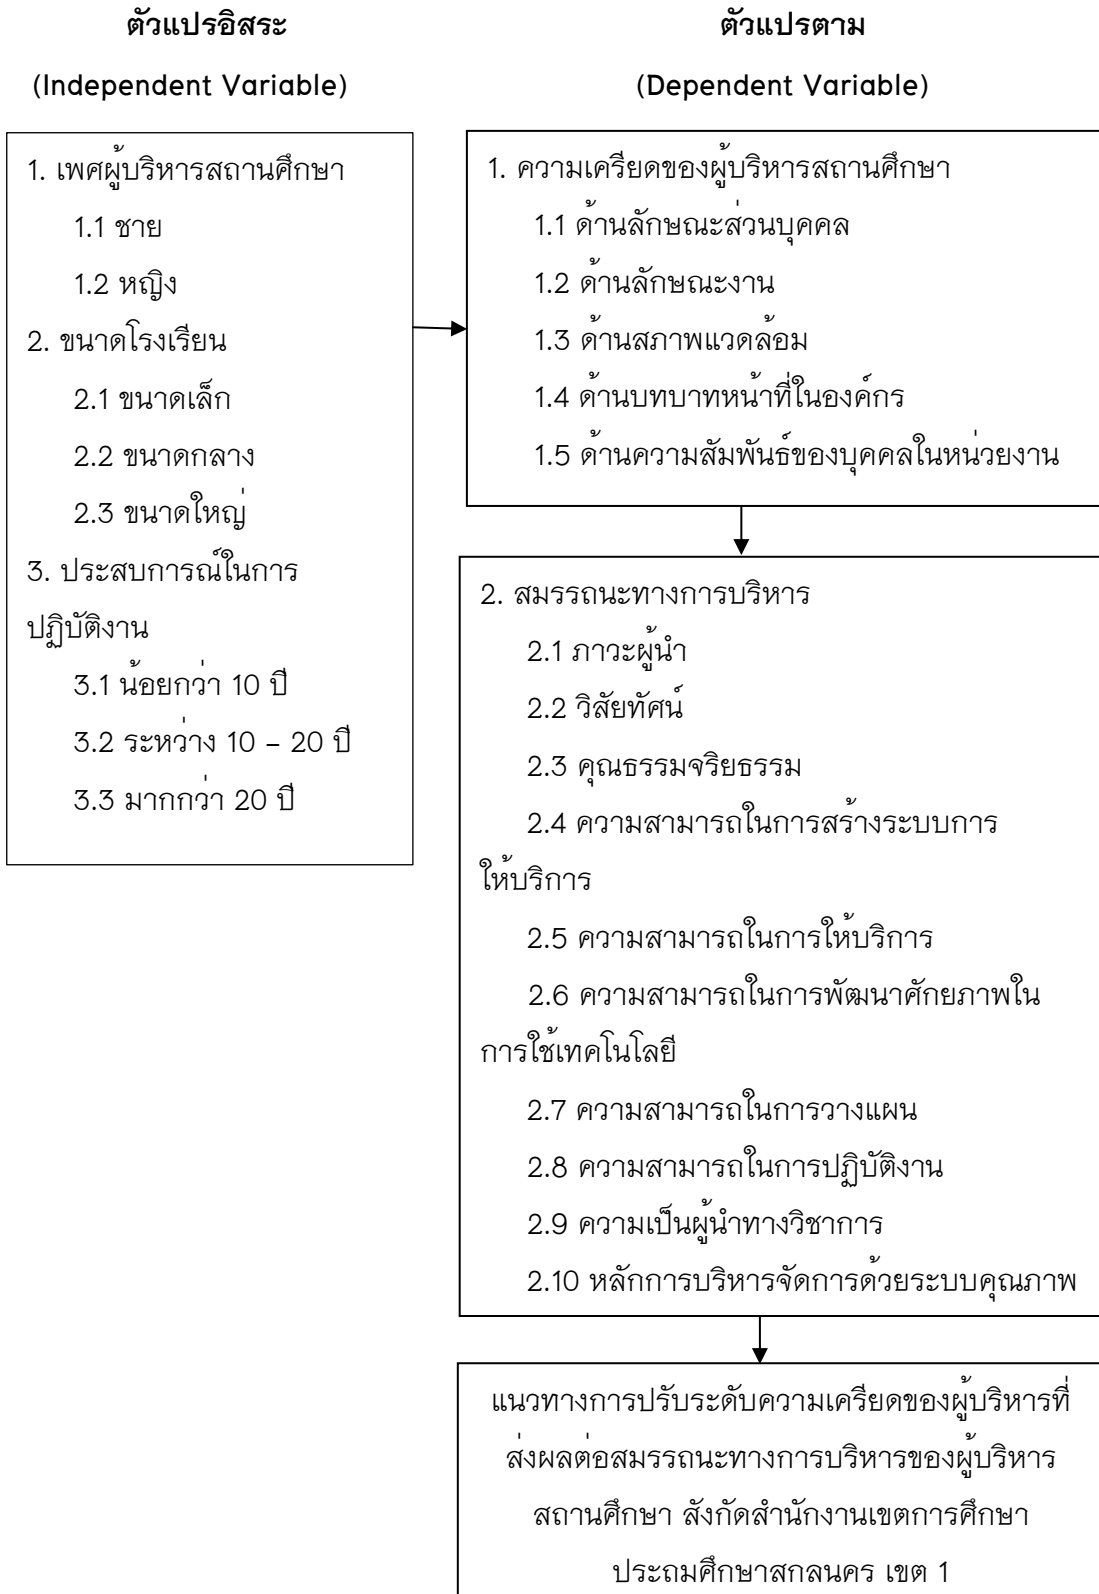 ตัวแปรอิสระ
(Independent Variable)
1. เพศผู้บริหารสถานศึกษา
1.1 ชาย
1.2 หญิง
2. ขนาดโรงเรียน
2.1 ขนาดเล็ก
2.2 ขนาดกลาง
2.3 ขนาดใหญ่
3. ประสบการณ์ในการ
ปฏิบัติงาน
3.1 น้อยกว่า 10 ปี
3.2 ระหว่าง 10 – 20 ปี
3.3 มากกว่า 20 ปี
ตัวแปรตาม
(Dependent Variable)
1. ความเครียดของผู้บริหารสถานศึกษา
1.1 ด้านลักษณะส่วนบุคคล
1.2 ด้านลักษณะงาน
1.3 ด้านสภาพแวดล้อม
1.4 ด้านบทบาทหน้าที่ในองค์กร
1.5 ด้านความสัมพันธ์ของบุคคลในหน่วยงาน
2. สมรรถนะทางการบริหาร
2.1 ภาวะผู้นำ
2.2 วิสัยทัศน์
2.3 คุณธรรมจริยธรรม
2.4 ความสามารถในการสร้างระบบการ
ให้บริการ
2.5 ความสามารถในการให้บริการ
2.6 ความสามารถในการพัฒนาศักยภาพใน
การใช้เทคโนโลยี
2.7 ความสามารถในการวางแผน
2.8 ความสามารถในการปฏิบัติงาน
2.9 ความเป็นผู้นำทางวิชาการ
2.10 หลักการบริหารจัดการด้วยระบบคุณภาพ
แนวทางการปรับระดับความเครียดของผู้บริหารที่
ส่งผลต่อสมรรถนะทางการบริหารของผู้บริหาร
สถานศึกษา สังกัดสำนักงานเขตการศึกษา
ประถมศึกษาสกลนคร เขต 1